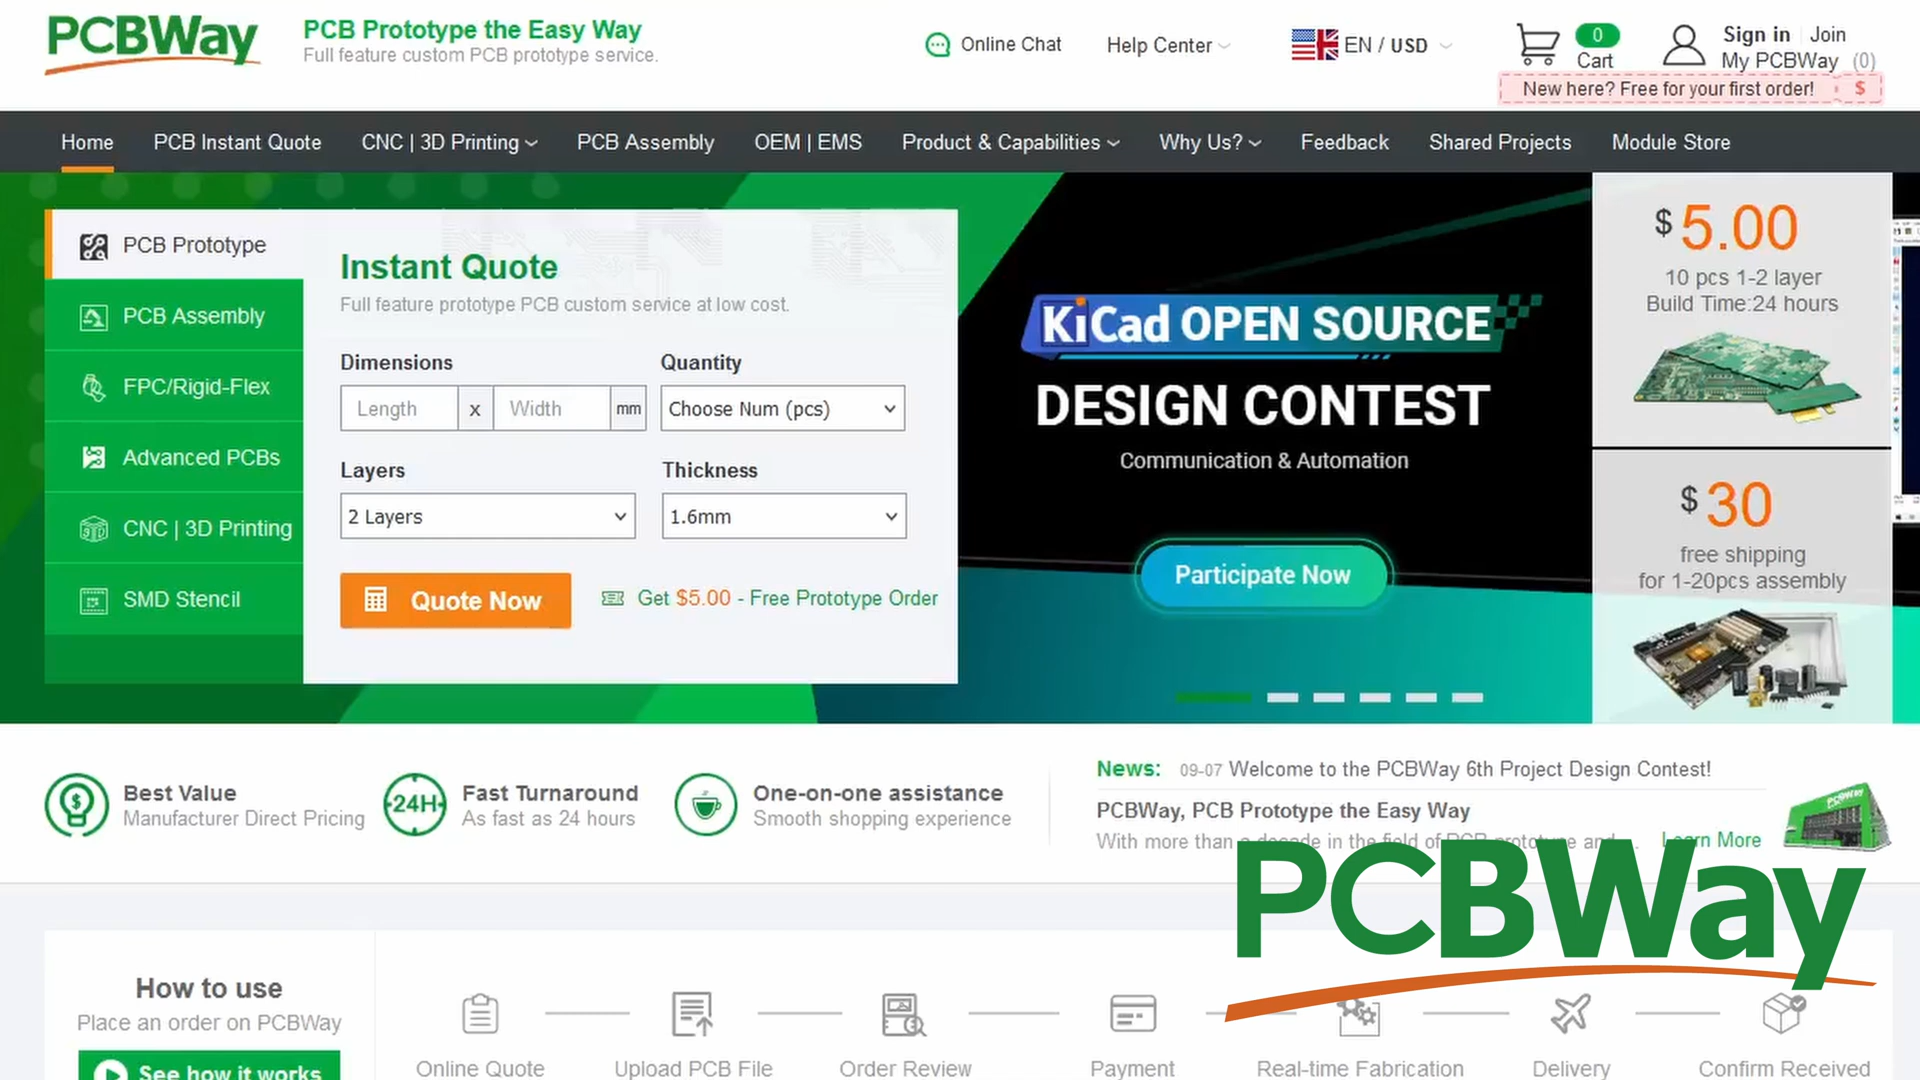 PCBWay
PCB Prototype the Easy Way
Full feature custom PCB prototype service.
Online Chat
Help Center
EN / USD
0
Cart
Sign in
Join
My PCBWay (0)
New here? Free for your first order! $
Home
PCB Instant Quote
CNC | 3D Printing
PCB Assembly
OEM | EMS
Product & Capabilities
Why Us?
Feedback
Shared Projects
Module Store
PCB Prototype
PCB Assembly
FPC/Rigid-Flex
Advanced PCBs
CNC | 3D Printing
SMD Stencil
Instant Quote
Full feature prototype PCB custom service at low cost.
Dimensions
Quantity
Length x Width mm
Choose Num (pcs)
Layers
Thickness
2 Layers
1.6mm
Quote Now
Get $5.00 - Free Prototype Order
KiCad OPEN SOURCE
DESIGN CONTEST
Communication & Automation
Participate Now
$ 5.00
10 pcs 1-2 layer
Build Time:24 hours
$ 30
free shipping
for 1-20pcs assembly
Best Value
Manufacturer Direct Pricing
24H
Fast Turnaround
As fast as 24 hours
One-on-one assistance
Smooth shopping experience
News: 09-07 Welcome to the PCBWay 6th Project Design Contest!
PCBWay, PCB Prototype the Easy Way
With more than a decade in the field of PCB prototype and
Learn More
PCBWay
How to use
Place an order on PCBWay
See how it works
Online Quote
Upload PCB File
Order Review
Payment
Real-time Fabrication
Delivery
Confirm Received